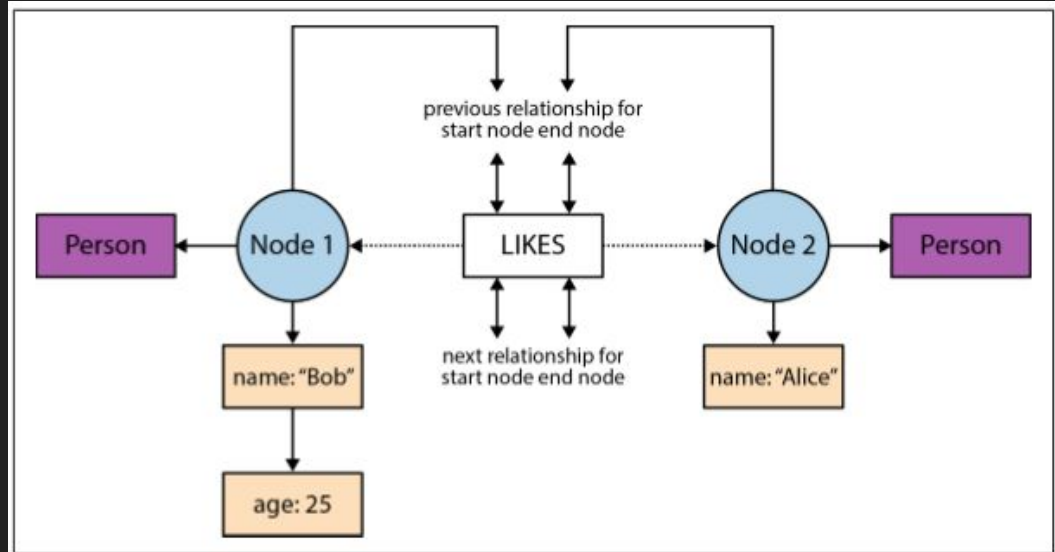 previous relationship for
start node end node
Person
Node 1
LIKES
Node 2
Person
name: “Bob”
next relationship for
start node end node
name: “Alice”
age: 25